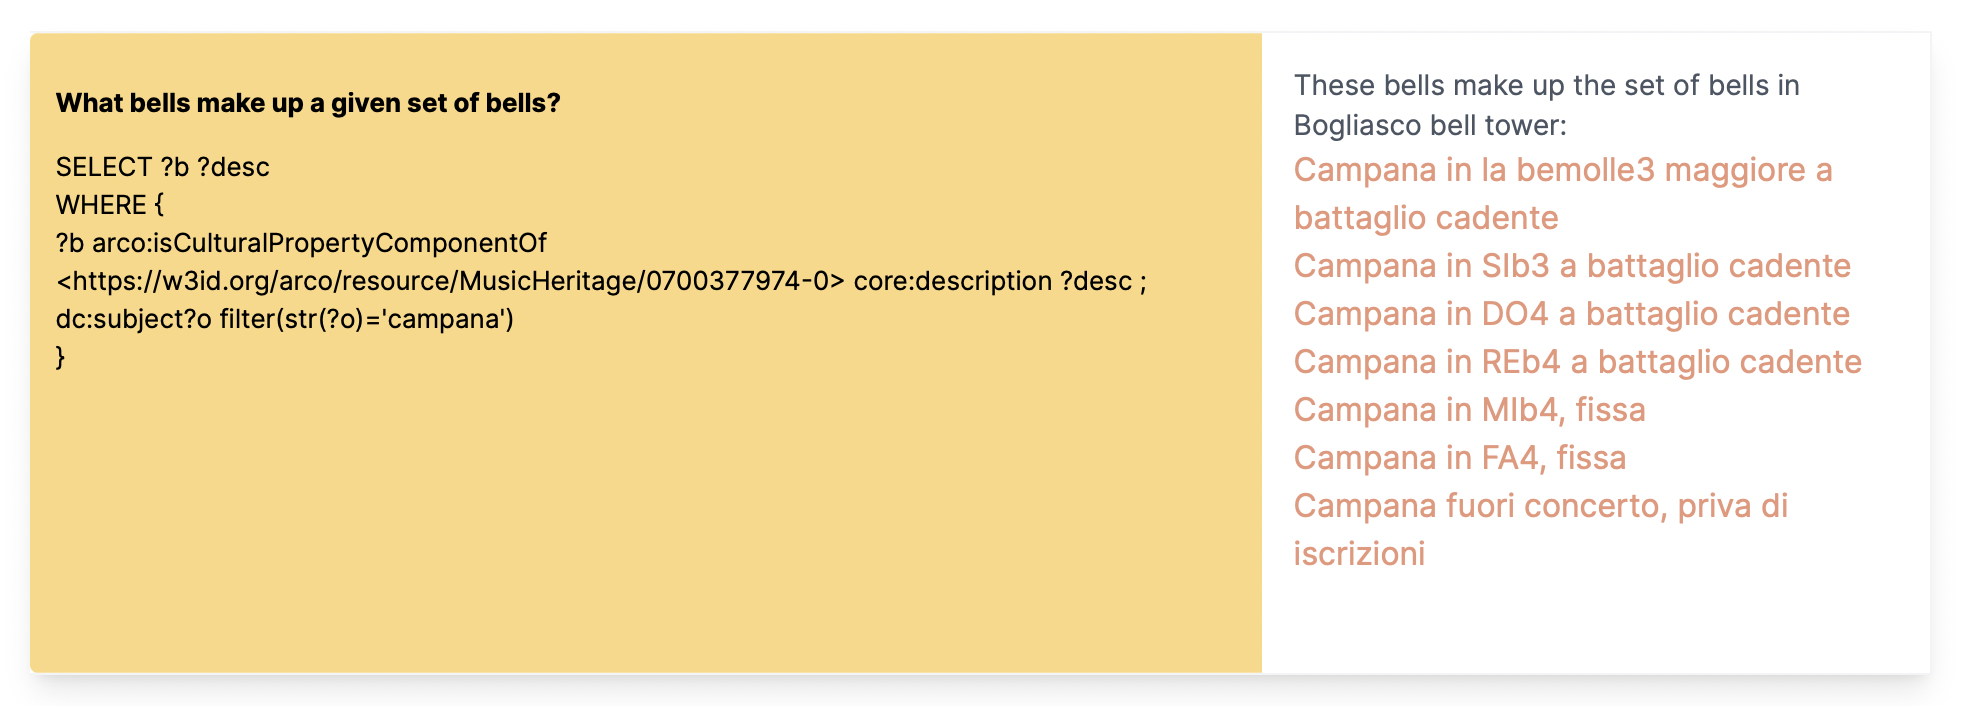 What bells make up a given set of bells?
SELECT ?b ?desc
WHERE {
?b arco:isCulturalPropertyComponentOf
<https://w3id.org/arco/resource/MusicHeritage/0700377974-0> core:description ?desc ;
dc:subject?o filter(str(?o)='campana')
}
These bells make up the set of bells in
Bogliasco bell tower:
Campana in la bemolle3 maggiore a
battaglio cadente
Campana in SIb3 a battaglio cadente
Campana in DO4 a battaglio cadente
Campana in REb4 a battaglio cadente
Campana in MIb4, fissa
Campana in FA4, fissa
Campana fuori concerto, priva di
iscrizioni